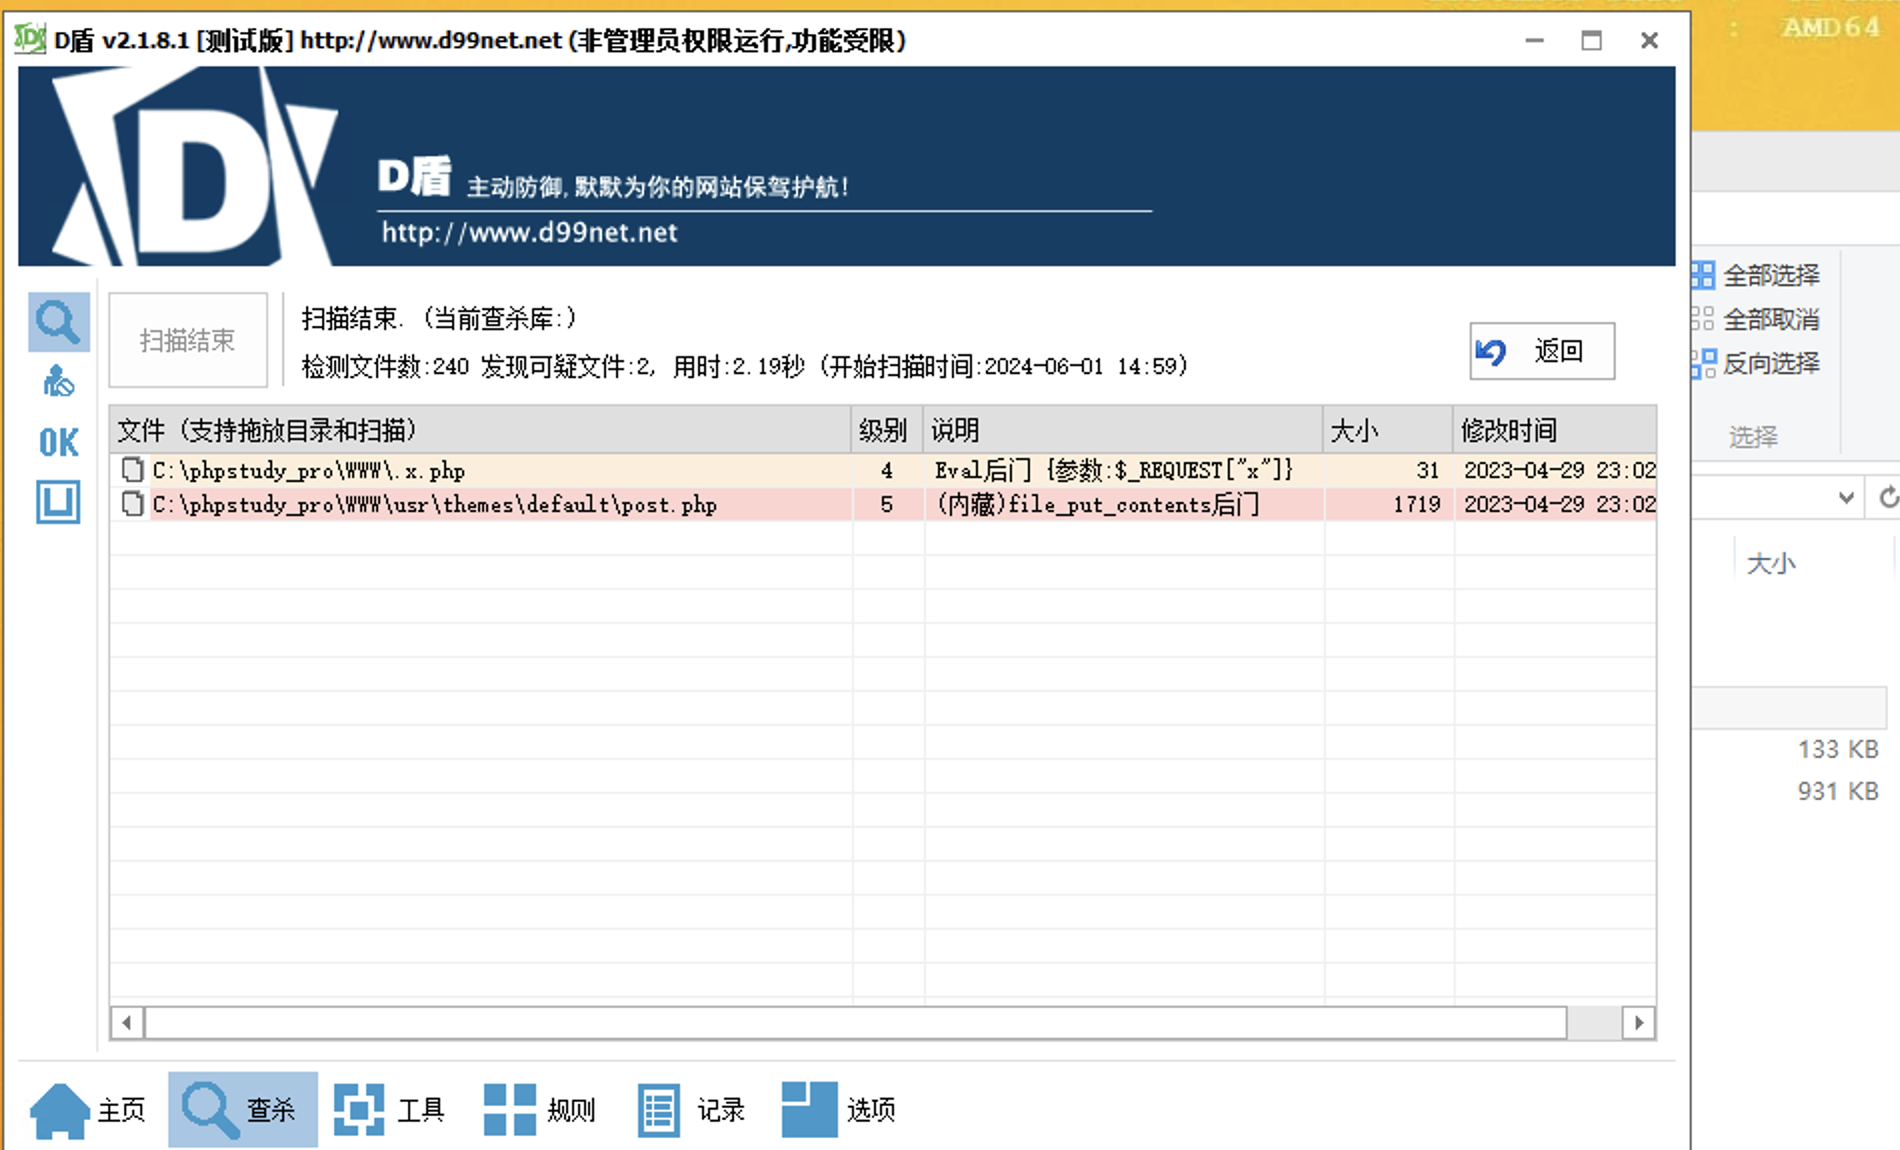 D盾 v2.1.8.1 [测试版] http://www.d99net.net (非管理员权限运行,功能受限)
: AMD64
D盾 主动防御,默默为你的网站保驾护航!
http://www.d99net.net
扫描结束
扫描结束. (当前查杀库:)
检测文件数:240 发现可疑文件:2, 用时:2.19秒 (开始扫描时间:2024-06-01 14:59)
返回
全部选择
全部取消
反向选择
选择
OK
文件 (支持拖放目录和扫描) 级别 说明 大小 修改时间
C:\phpstudy_pro\WWW\.x.php 4 Eval后门 {参数:$_REQUEST["x"]} 31 2023-04-29 23:02
C:\phpstudy_pro\WWW\usr\themes\default\post.php 5 (内藏)file_put_contents后门 1719 2023-04-29 23:02
大小
133 KB
931 KB
主页 查杀 工具 规则 记录 选项